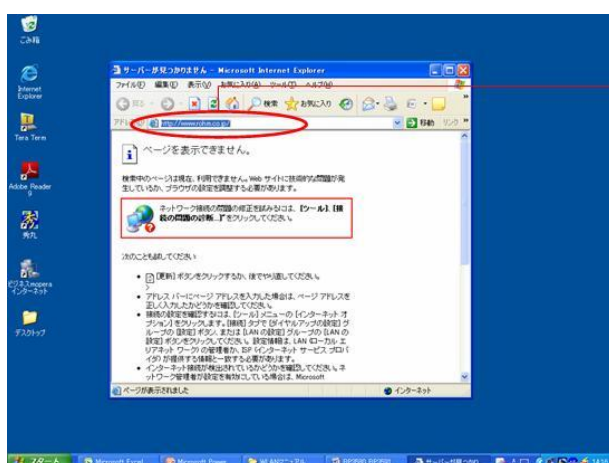 ごみ箱
Internet
Explorer
Tera Term
Adobe Reader
9
秀丸
インターネット
デスクトップ
サーバーが見つかりません - Microsoft Internet Explorer
ファイル(F) 編集(E) 表示(V) お気に入り(A) ツール(T) ヘルプ(H)
戻る 検索 お気に入り
http://www.rohm.co.jp/ 移動 リンク
ページを表示できません。
検索中のページは現在、利用できません。Web サイトに技術的な問題が発
生しているか、ブラウザの設定を調整する必要があります。
ネットワーク接続の問題の修正を試みるには、[ツール]、[接
続の問題の診断...]をクリックしてください。
次のことも試してください:
[更新] ボタンをクリックするか、後でやり直してください。
アドレス バーにページ アドレスを入力した場合は、ページ アドレスを
正しく入力したかどうかを確認してください。
接続の設定を確認するには、[ツール] メニューの [インターネット オ
プション] をクリックします。[接続] タブで [ダイヤルアップの設定] グ
ループの [設定] ボタン、または [LAN の設定] グループの [LAN の
設定] ボタンをクリックしてください。設定情報は、LAN (ローカル エ
リアネット ワーク) の管理者か、ISP (インターネット サービス プロバ
イダ) が提供する情報と一致する必要があります。
インターネット接続が検出されているかどうかを確認してください。ネ
ットワーク管理者が設定を有効にしている場合は、Microsoft
ページが表示されました インターネット
スタート Microsoft Excel Microsoft Power